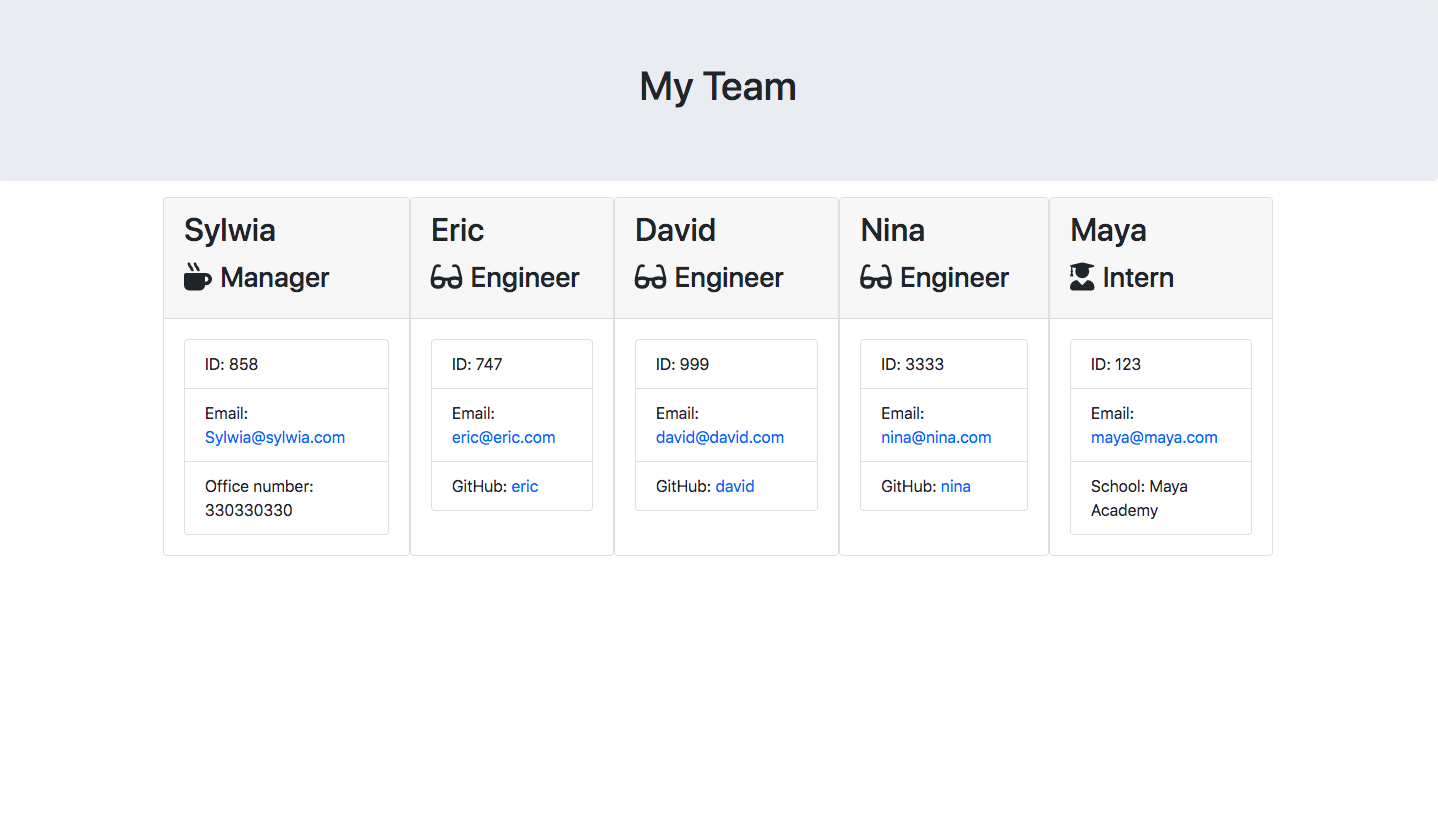 My Team
Sylwia
Manager
ID: 858
Email:
Sylwia@sylwia.com
Office number:
330330330
Eric
Engineer
ID: 747
Email:
eric@eric.com
GitHub: eric
David
Engineer
ID: 999
Email:
david@david.com
GitHub: david
Nina
Engineer
ID: 3333
Email:
nina@nina.com
GitHub: nina
Maya
Intern
ID: 123
Email:
maya@maya.com
School: Maya
Academy